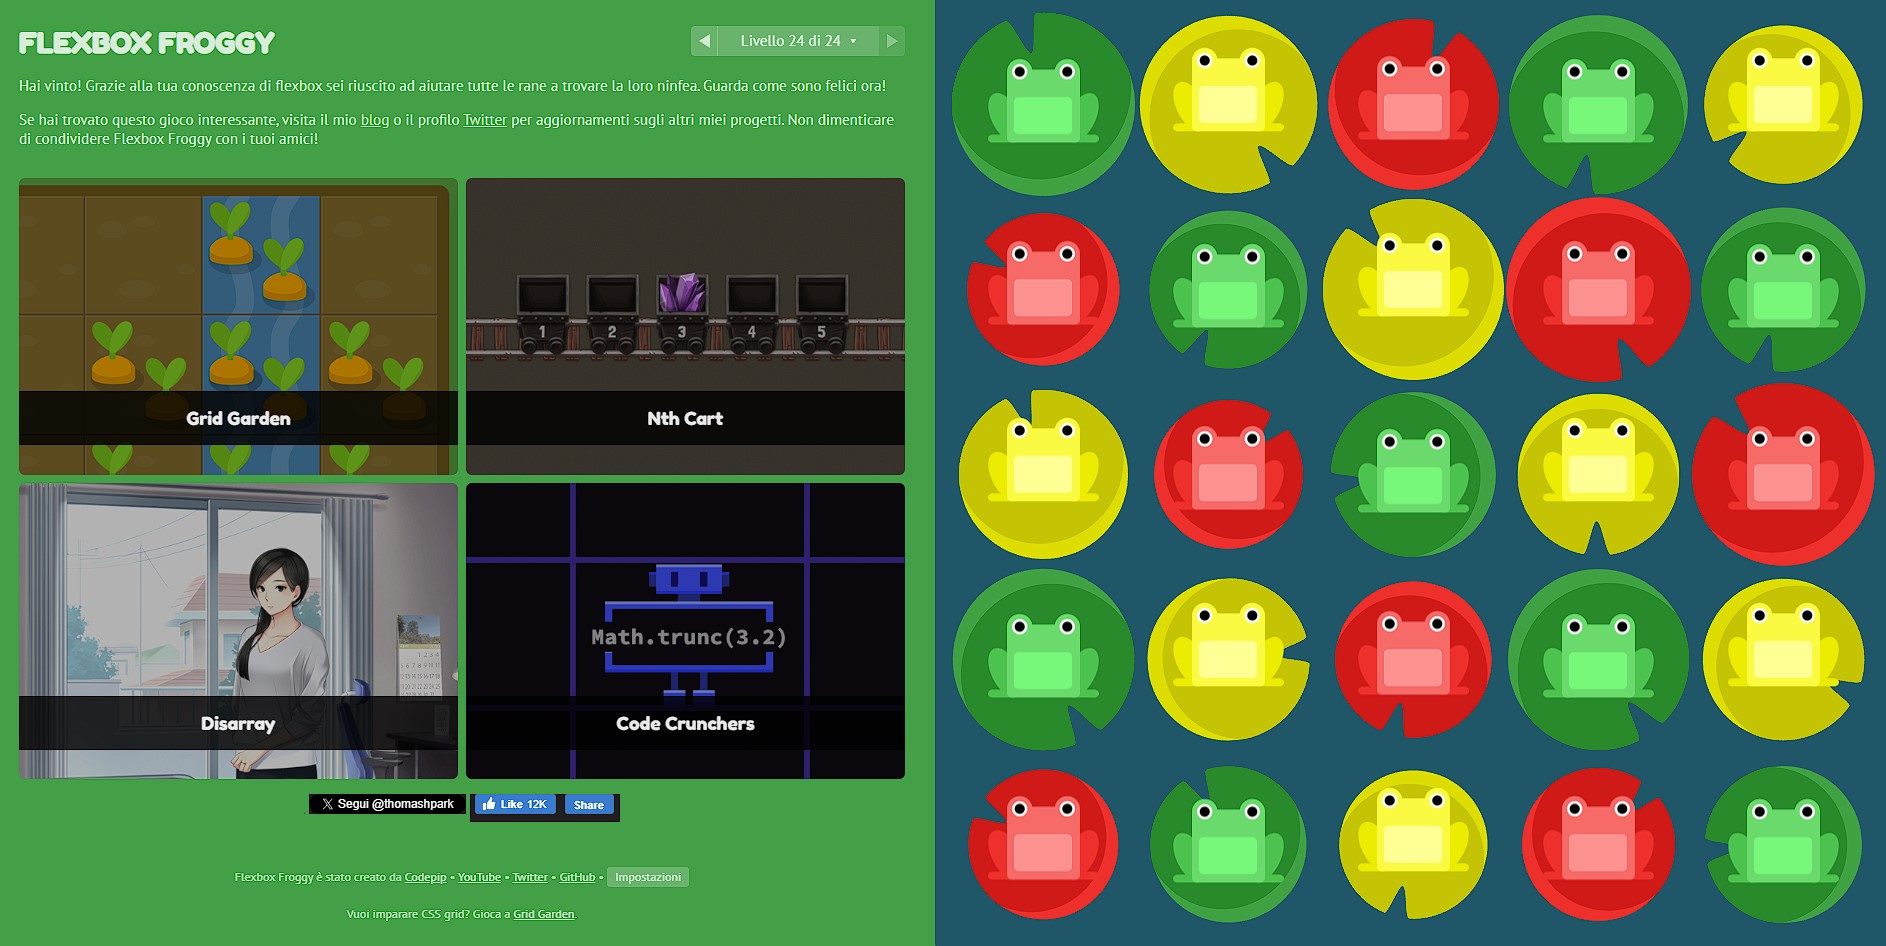 FLEXBOX FROGGY
Livello 24 di 24
Hai vinto! Grazie alla tua conoscenza di flexbox sei riuscito ad aiutare tutte le rane a trovare la loro ninfea. Guarda come sono felici ora!
Se hai trovato questo gioco interessante, visita il mio blog o il profilo Twitter per aggiornamenti sugli altri miei progetti. Non dimenticare
di condividere Flexbox Froggy con i tuoi amici!
Grid Garden
1 2 3 4 5
Nth Cart
Disarray
Math.trunc(3.2)
Code Crunchers
Segui @thomashpark
Like 12K
Share
Flexbox Froggy è stato creato da Codepip • YouTube • Twitter • GitHub • Impostazioni
Vuoi imparare CSS grid? Gioca a Grid Garden.